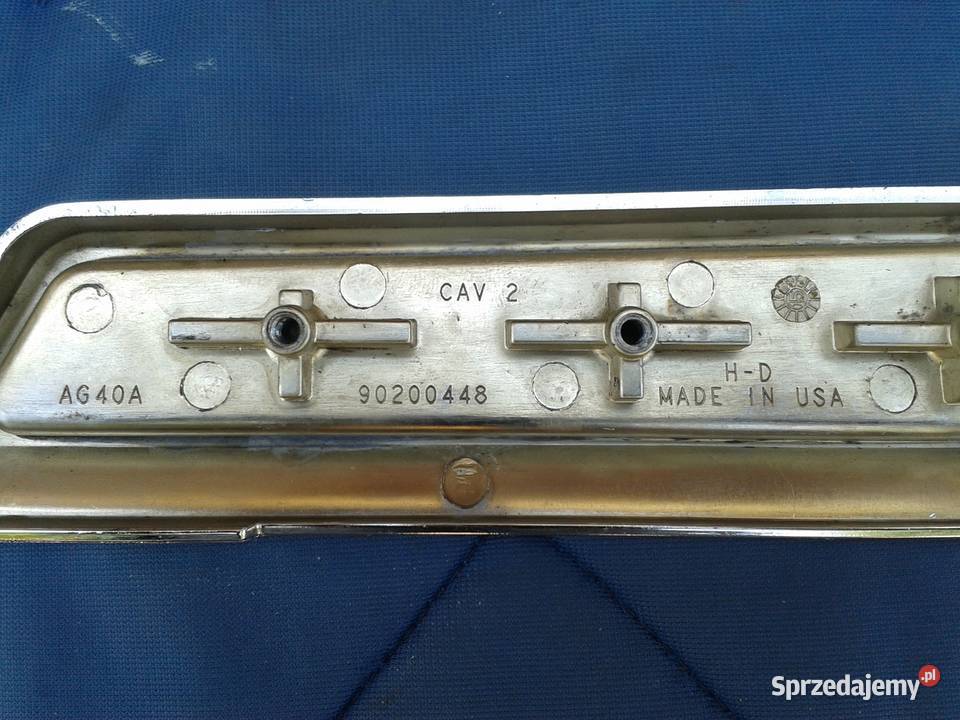 CAV 2
H-D
AG40A 90200448 MADE IN USA
Sprzedajemy.pl